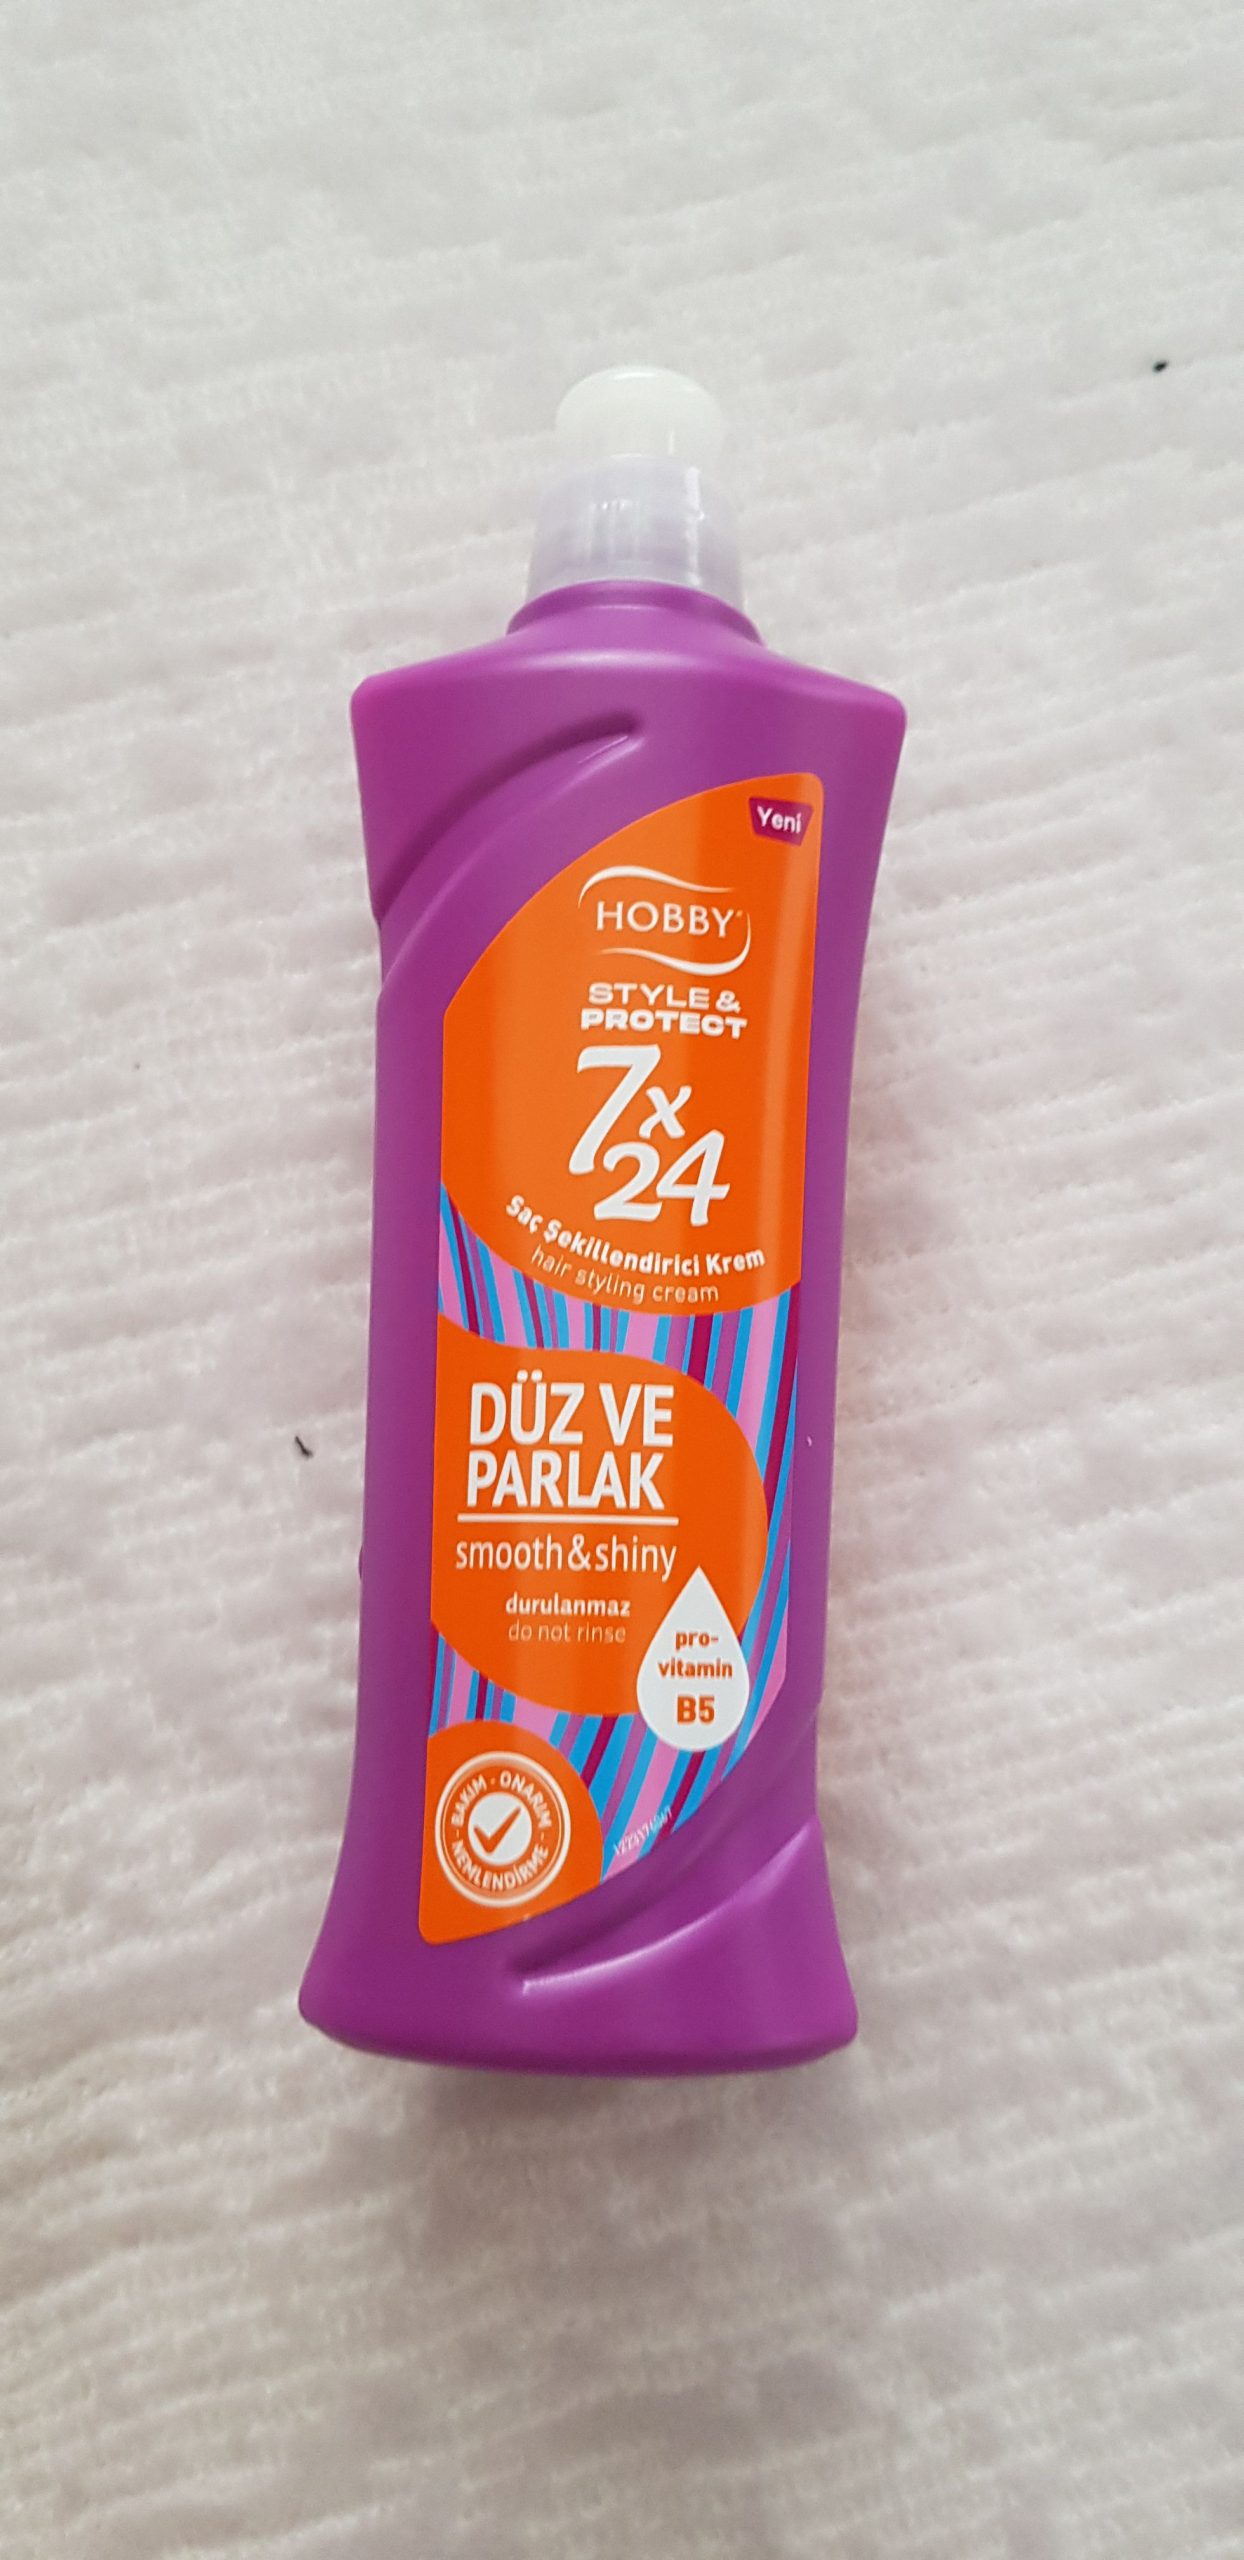 Yeni
HOBBY
STYLE &
PROTECT
7x
24
Saç Şekillendirici Krem
hair styling cream
DÜZ VE
PARLAK
smooth&shiny
durulanmaz
do not rinse
pro-
vitamin
B5
BAKIM - ONARIM - NEMLENDİRME -